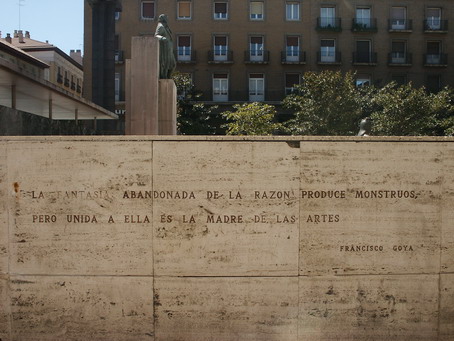 LA FANTASIA ABANDONADA DE LA RAZON PRODUCE MONSTRUOS,
PERO UNIDA A ELLA ES LA MADRE DE LAS ARTES
FRANCISCO GOYA